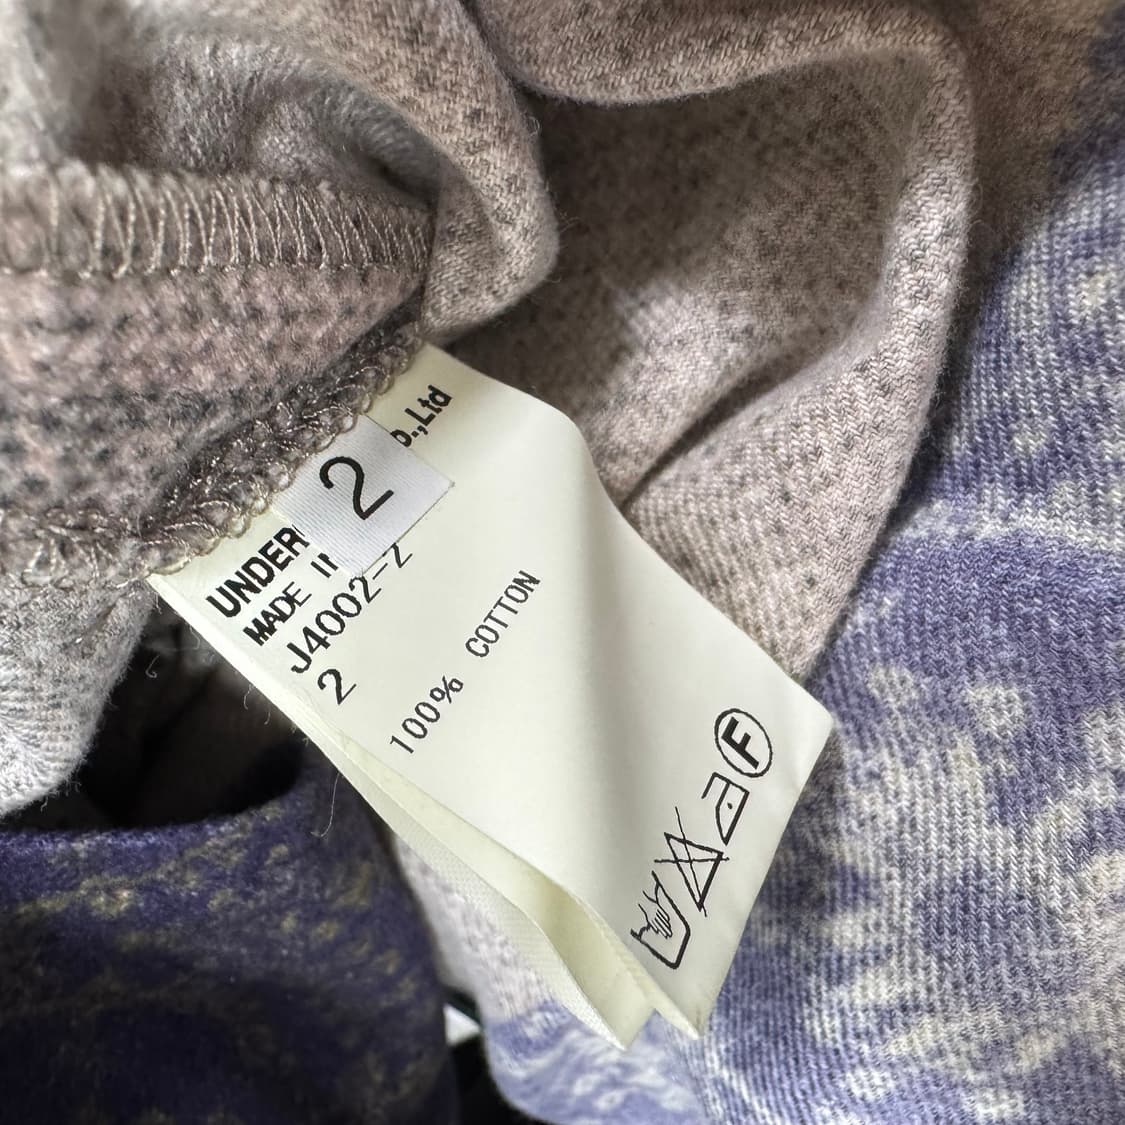 2
Ltd
UNDER
MADE
J4002-2
2
100% COTTON
F